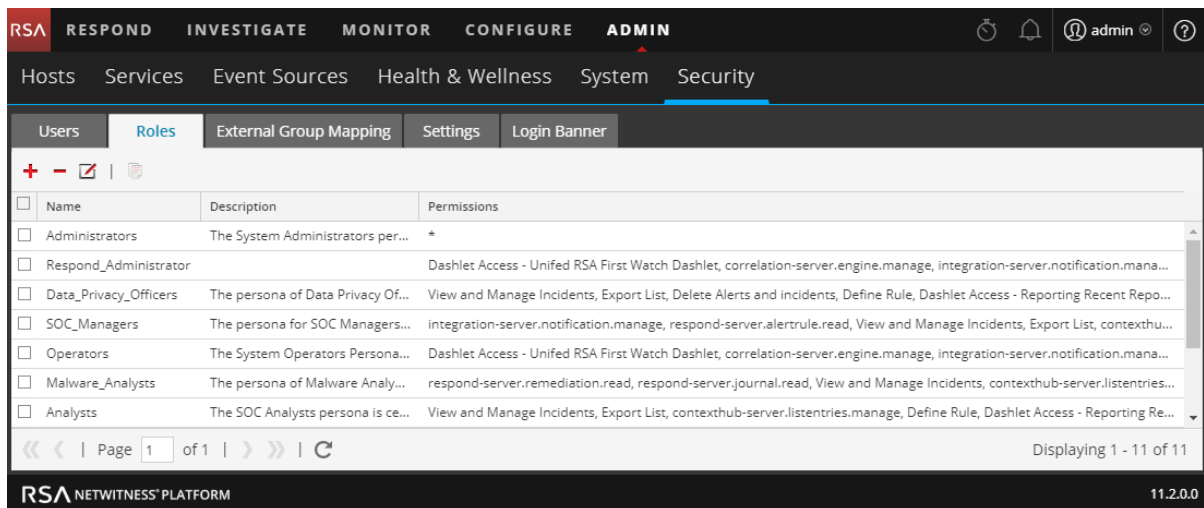 RSA RESPOND INVESTIGATE MONITOR CONFIGURE ADMIN admin ?
Hosts Services Event Sources Health & Wellness System Security
Users Roles External Group Mapping Settings Login Banner
Name Description Permissions
Administrators The System Administrators per... *
Respond_Administrator Dashlet Access - Unifed RSA First Watch Dashlet, correlation-server.engine.manage, integration-server.notification.mana...
Data_Privacy_Officers The persona of Data Privacy Of... View and Manage Incidents, Export List, Delete Alerts and incidents, Define Rule, Dashlet Access - Reporting Recent Repo...
SOC_Managers The persona for SOC Managers... integration-server.notification.manage, respond-server.alertrule.read, View and Manage Incidents, Export List, contexthu...
Operators The System Operators Persona... Dashlet Access - Unifed RSA First Watch Dashlet, correlation-server.engine.manage, integration-server.notification.mana...
Malware_Analysts The persona of Malware Analy... respond-server.remediation.read, respond-server.journal.read, View and Manage Incidents, contexthub-server.listentries...
Analysts The SOC Analysts persona is ce... View and Manage Incidents, Export List, contexthub-server.listentries.manage, Define Rule, Dashlet Access - Reporting Re...
Page 1 of 1 Displaying 1 - 11 of 11
RSA NETWITNESS® PLATFORM 11.2.0.0